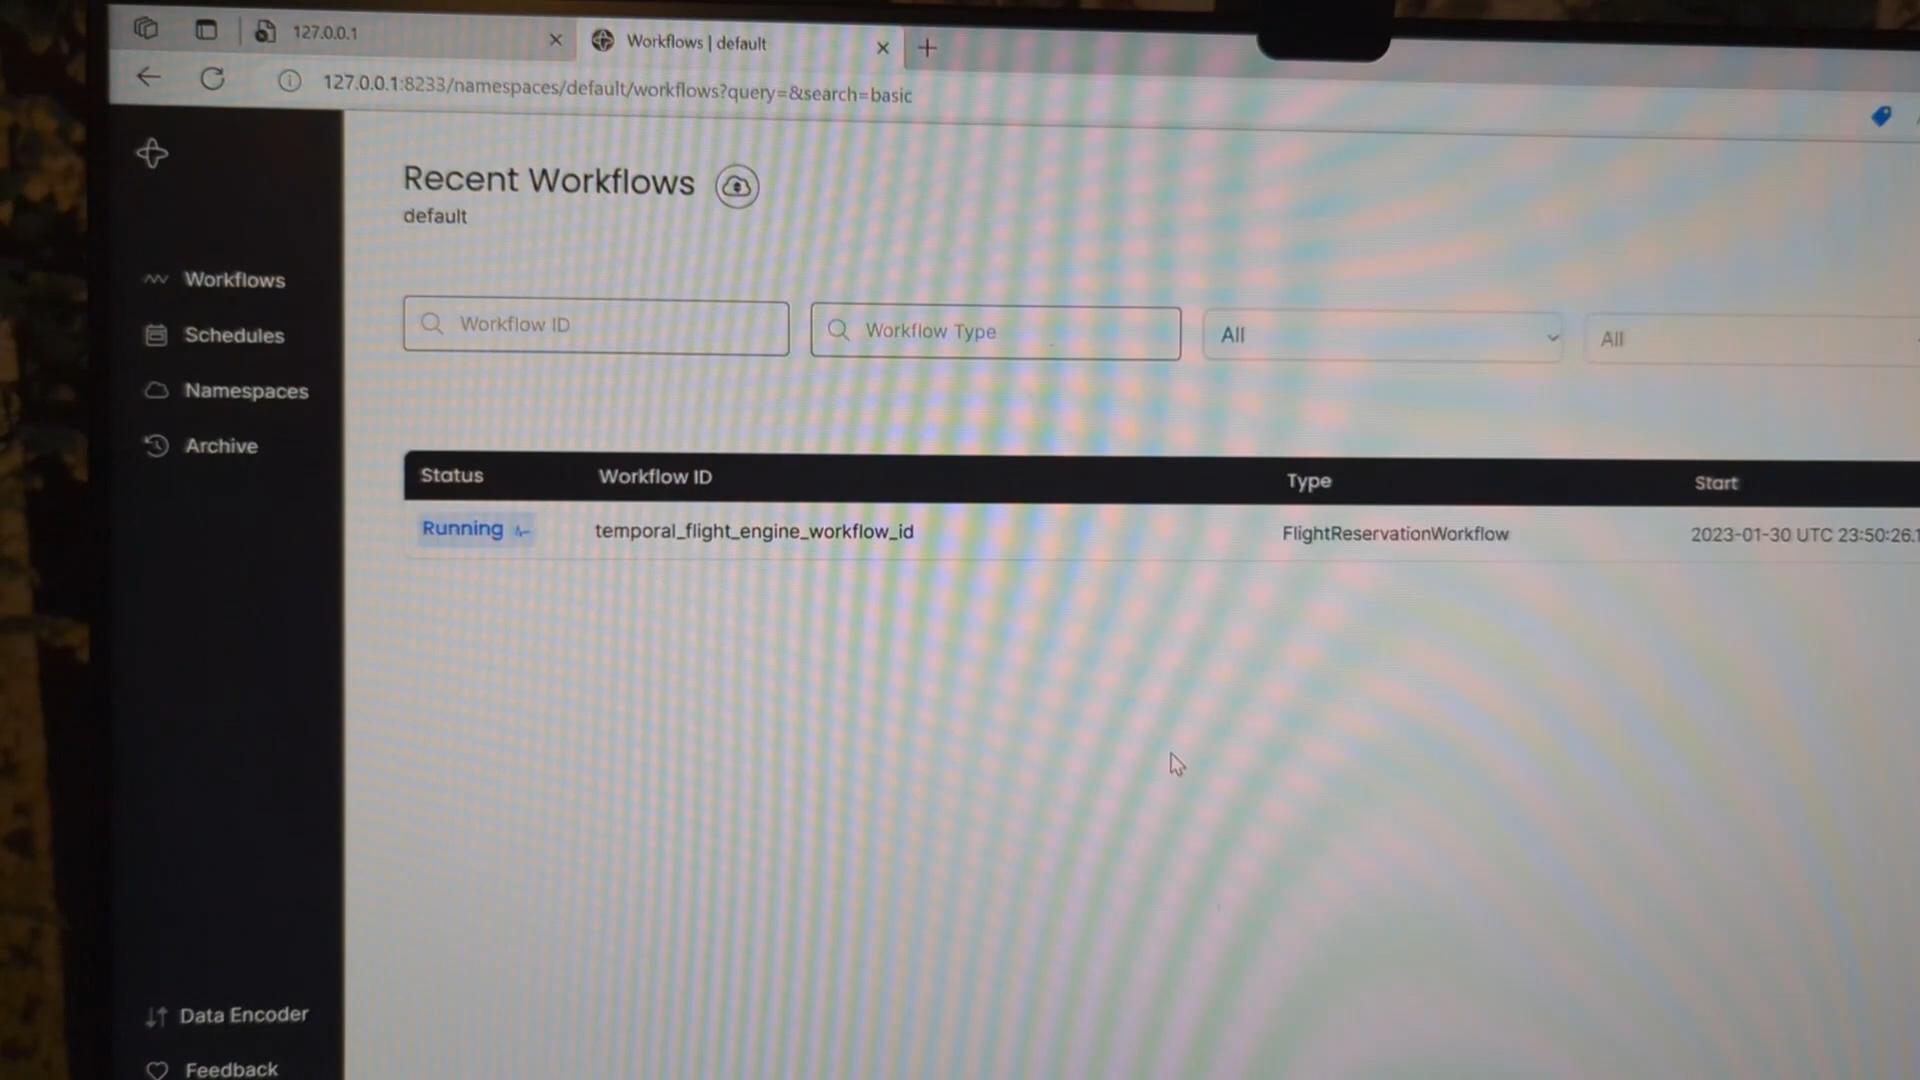 127.0.0.1
Workflows | default
127.0.0.1:8233/namespaces/default/workflows?query=&search=basic
Recent Workflows
default
Workflows
Schedules
Namespaces
Archive
Workflow ID
Workflow Type
All
All
Status
Workflow ID
Type
Start
Running
temporal_flight_engine_workflow_id
FlightReservationWorkflow
2023-01-30 UTC 23:50:26.1
Data Encoder
Feedback